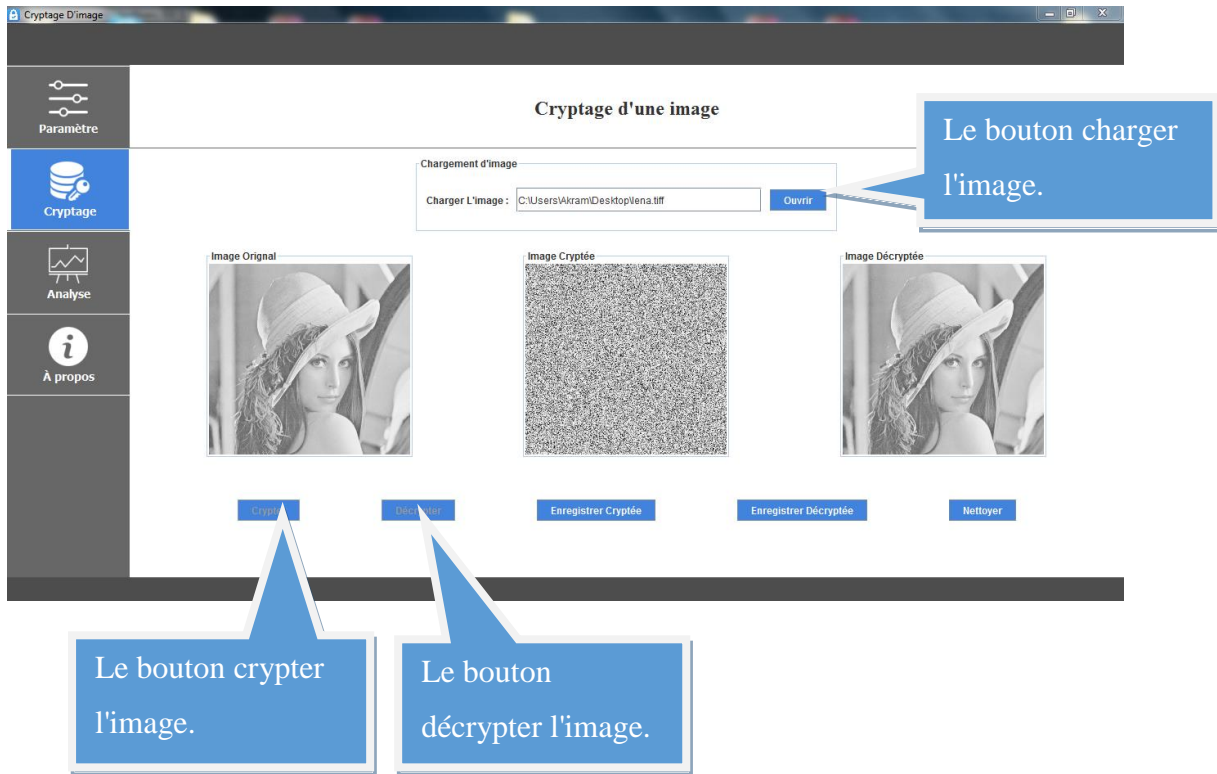 Cryptage D'image
Paramètre
Cryptage
Analyse
À propos
Cryptage d'une image
Le bouton charger
l'image.
Chargement d'image
Charger L'image :
C:\Users\Akram\Desktop\lena.tiff
Ouvrir
Image Orignal
Image Cryptée
Image Décryptée
Décrypter
Enregistrer Cryptée
Enregistrer Décryptée
Nettoyer
Le bouton crypter
l'image.
Le bouton
décrypter l'image.